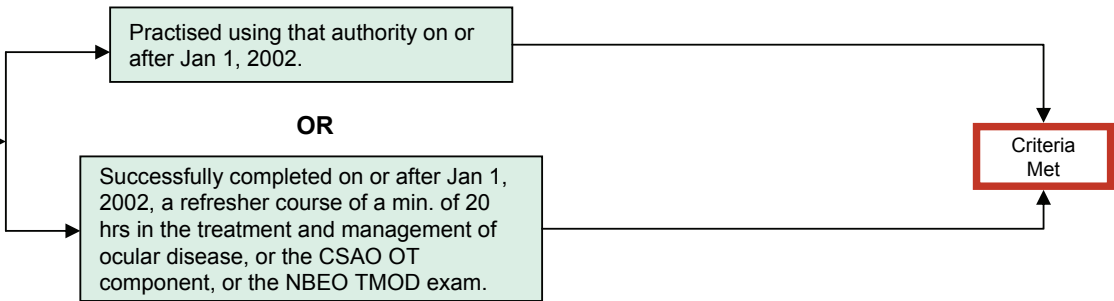 Practised using that authority on or
after Jan 1, 2002.
OR
Successfully completed on or after Jan 1,
2002, a refresher course of a min. of 20
hrs in the treatment and management of
ocular disease, or the CSAO OT
component, or the NBEO TMOD exam.
Criteria
Met